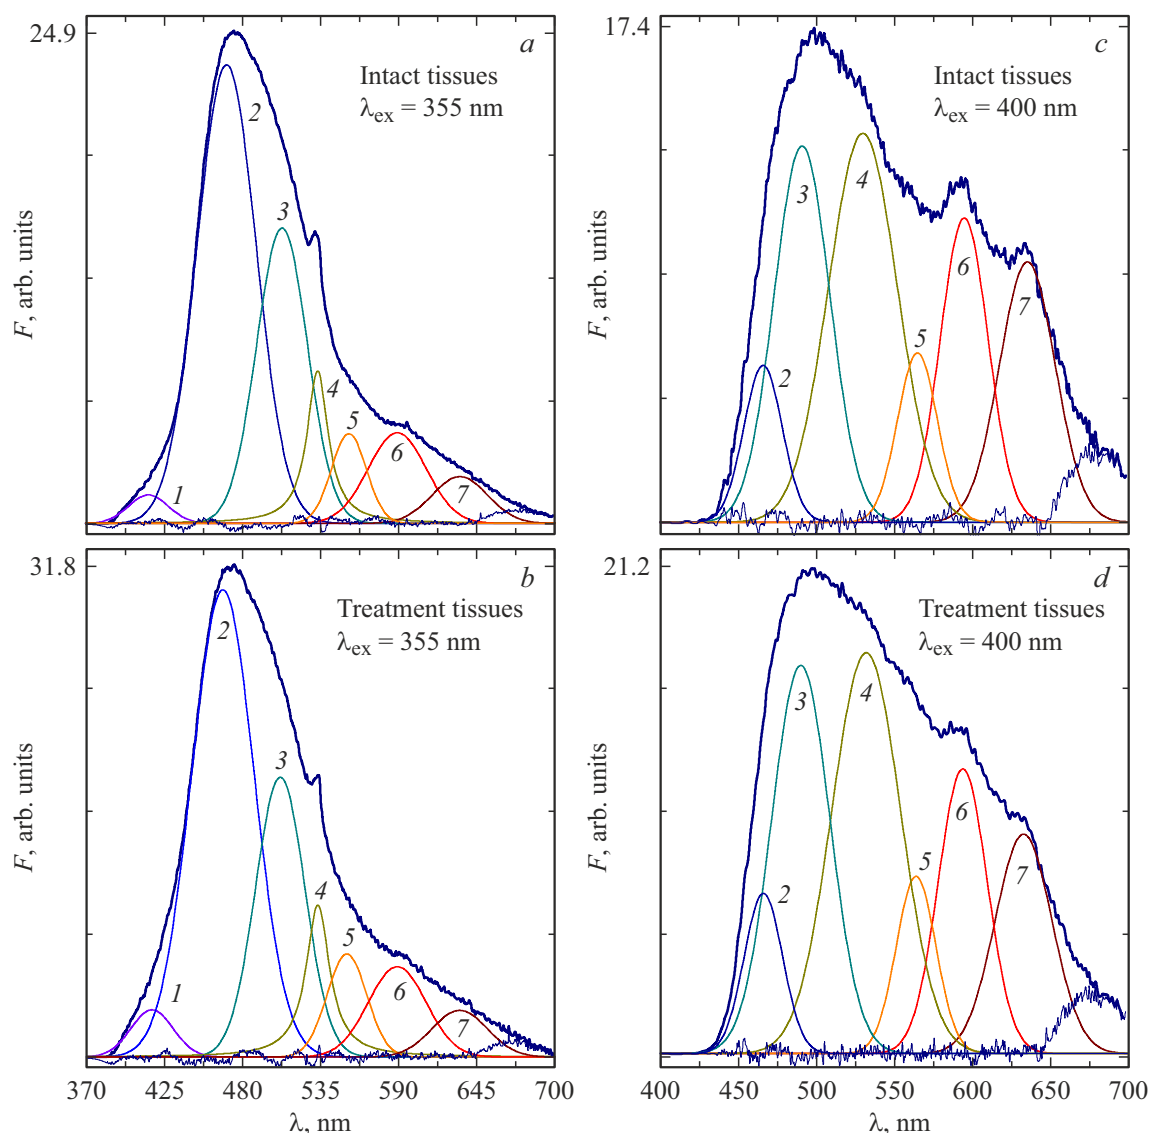 24.9
a
Intact tissues
λex = 355 nm
2
3
4
5
6
1
7
F, arb. units
17.4
c
Intact tissues
λex = 400 nm
3
4
6
7
5
2
F, arb. units
31.8
b
Treatment tissues
λex = 355 nm
2
3
4
5
1
6
7
F, arb. units
370 425 480 535 590 645 700
λ, nm
21.2
d
Treatment tissues
λex = 400 nm
3
4
6
5
7
2
F, arb. units
400 450 500 550 600 650 700
λ, nm